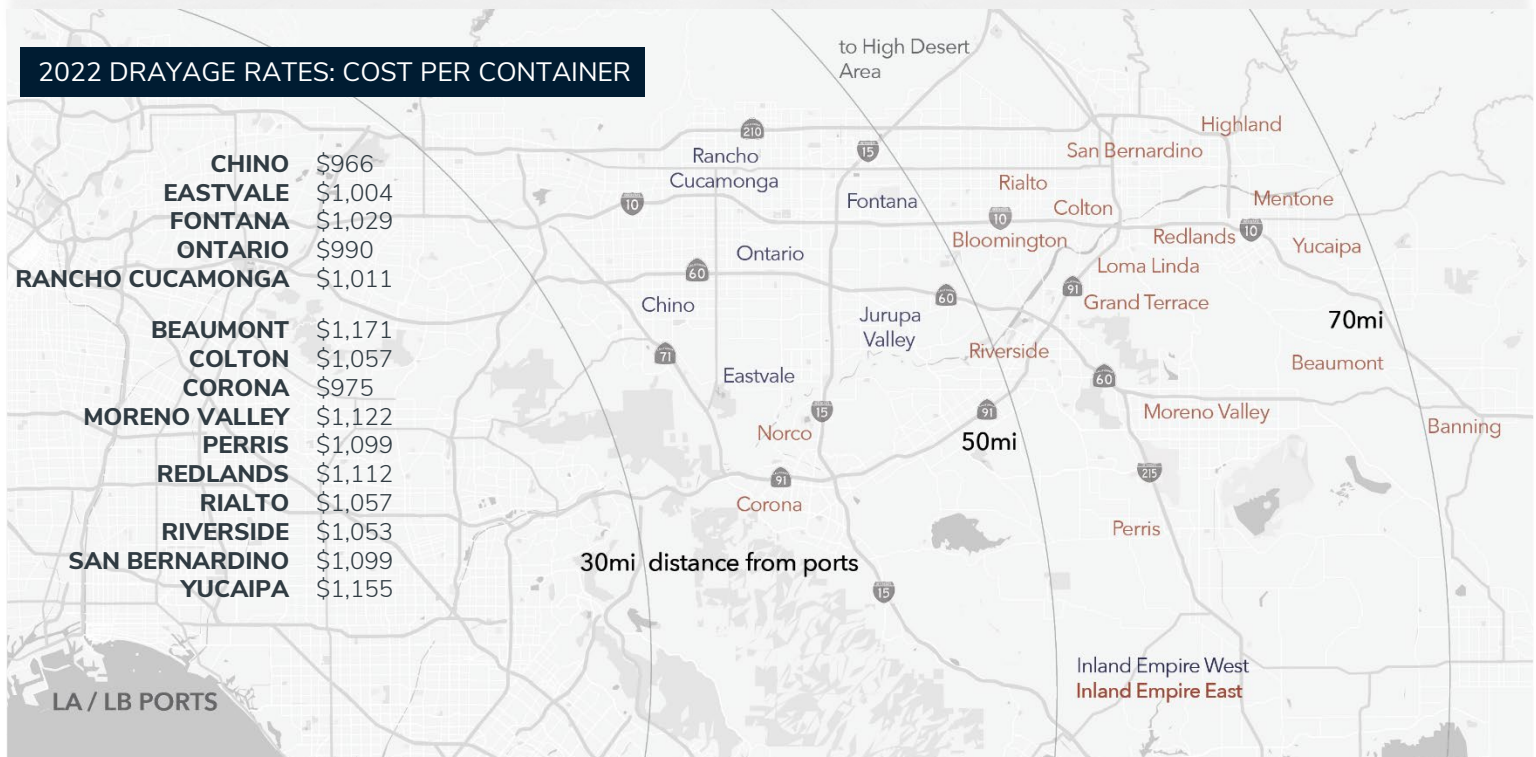 2022 DRAYAGE RATES: COST PER CONTAINER
CHINO $966
EASTVALE $1,004
FONTANA $1,029
ONTARIO $990
RANCHO CUCAMONGA $1,011
BEAUMONT $1,171
COLTON $1,057
CORONA $975
MORENO VALLEY $1,122
PERRIS $1,099
REDLANDS $1,112
RIALTO $1,057
RIVERSIDE $1,053
SAN BERNARDINO $1,099
YUCAIPA $1,155
LA / LB PORTS
to High Desert
Area
210
15
Highland
San Bernardino
Rancho
Cucamonga
Rialto
Fontana
Mentone
10
Colton
10
Bloomington
Redlands
10
Yucaipa
Ontario
Loma Linda
60
91
60
Chino
Grand Terrace
Jurupa
Valley
70mi
71
Riverside
Beaumont
Eastvale
60
15
91
Moreno Valley
Norco
50mi
Banning
91
215
Corona
Perris
30mi distance from ports
15
Inland Empire West
Inland Empire East